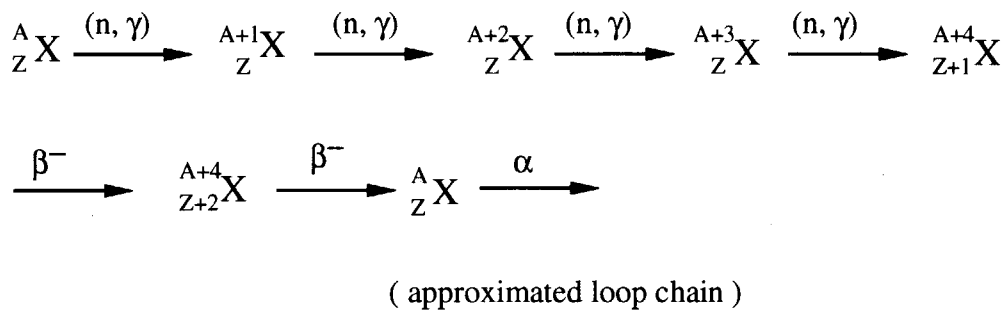 A Z X (n, γ) A+1 Z X (n, γ) A+2 Z X (n, γ) A+3 Z X (n, γ) A+4 Z+1 X
β− A+4 Z+2 X β− A Z X α
( approximated loop chain )